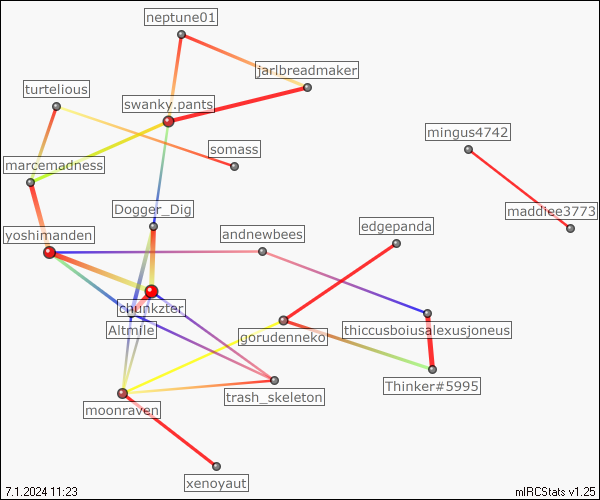 neptune01
jarlbreadmaker
turtelious
swanky.pants
mingus4742
somass
marcemadness
Dogger_Dig
maddiee3773
yoshimanden
andnewbees
edgepanda
chunkzter
Altmile
gorudenneko
thiccusboiusalexusjoneus
Thinker#5995
trash_skeleton
moonraven
xenoyaut
7.1.2024 11:23
mIRCStats v1.25